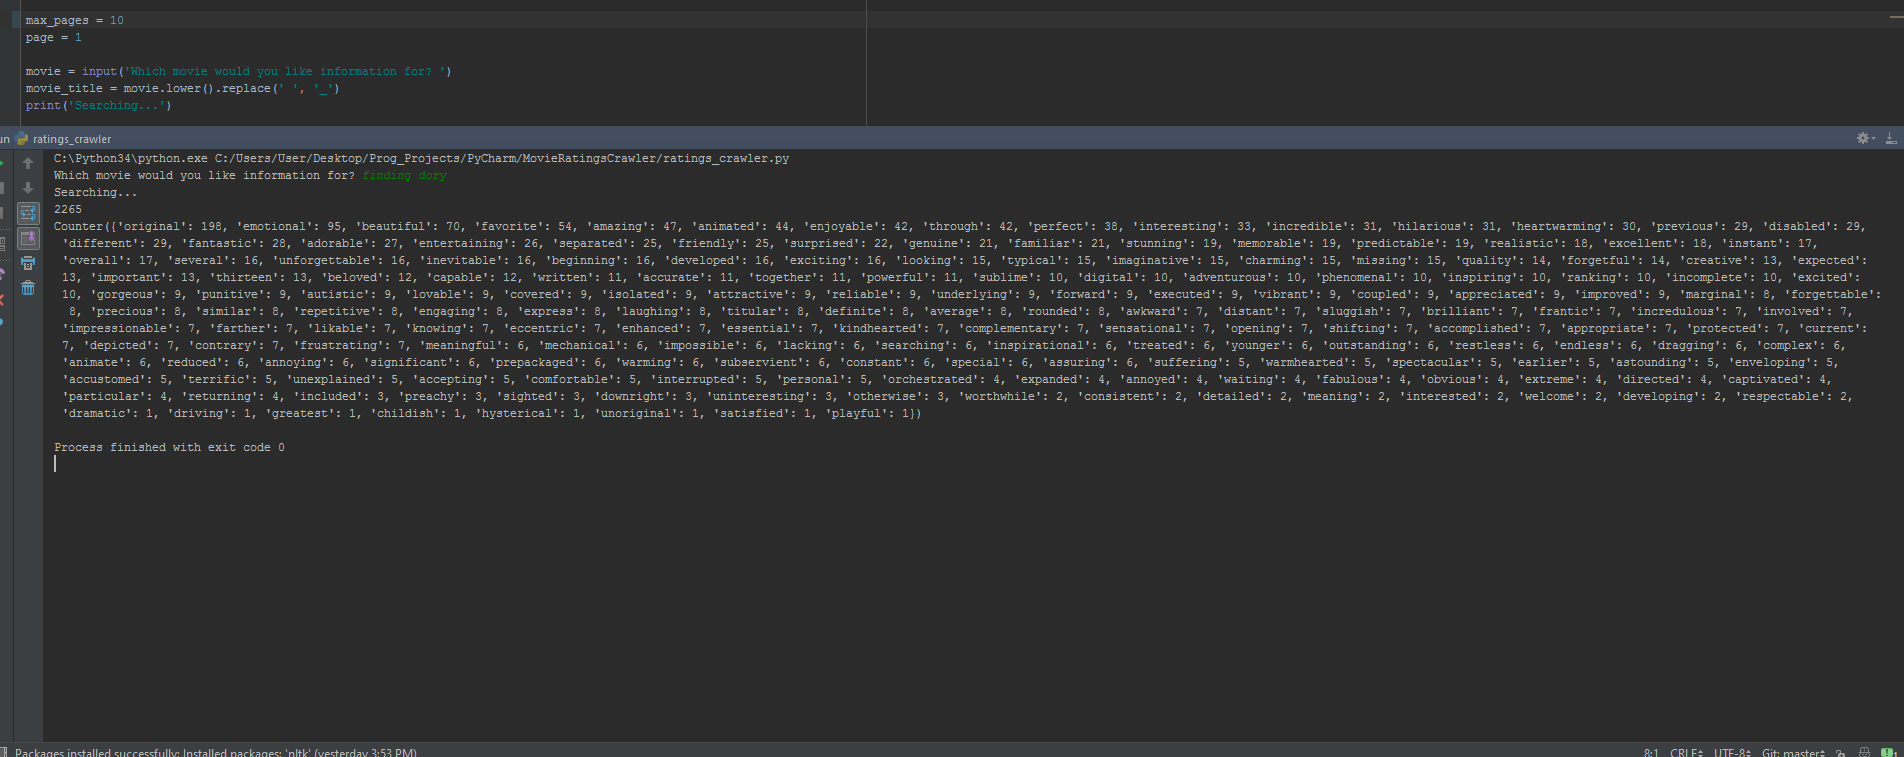 max_pages = 10
page = 1
movie = input('Which movie would you like information for? ')
movie_title = movie.lower().replace(' ', '_')
print('Searching...')
un ratings_crawler
C:\Python34\python.exe C:/Users/User/Desktop/Prog_Projects/PyCharm/MovieRatingsCrawler/ratings_crawler.py
Which movie would you like information for? finding dory
Searching...
2265
Counter({'original': 198, 'emotional': 95, 'beautiful': 70, 'favorite': 54, 'amazing': 47, 'animated': 44, 'enjoyable': 42, 'through': 42, 'perfect': 38, 'interesting': 33, 'incredible': 31, 'hilarious': 31, 'heartwarming': 30, 'previous': 29, 'disabled': 29,
'different': 29, 'fantastic': 28, 'adorable': 27, 'entertaining': 26, 'separated': 25, 'friendly': 25, 'surprised': 22, 'genuine': 21, 'familiar': 21, 'stunning': 19, 'memorable': 19, 'predictable': 19, 'realistic': 18, 'excellent': 18, 'instant': 17,
'overall': 17, 'several': 16, 'unforgettable': 16, 'inevitable': 16, 'beginning': 16, 'developed': 16, 'exciting': 16, 'looking': 15, 'typical': 15, 'imaginative': 15, 'charming': 15, 'missing': 15, 'quality': 14, 'forgetful': 14, 'creative': 13, 'expected':
13, 'important': 13, 'thirteen': 13, 'beloved': 12, 'capable': 12, 'written': 11, 'accurate': 11, 'together': 11, 'powerful': 11, 'sublime': 10, 'digital': 10, 'adventurous': 10, 'phenomenal': 10, 'inspiring': 10, 'ranking': 10, 'incomplete': 10, 'excited':
10, 'gorgeous': 9, 'punitive': 9, 'autistic': 9, 'lovable': 9, 'covered': 9, 'isolated': 9, 'attractive': 9, 'reliable': 9, 'underlying': 9, 'forward': 9, 'executed': 9, 'vibrant': 9, 'coupled': 9, 'appreciated': 9, 'improved': 9, 'marginal': 8, 'forgettable':
8, 'precious': 8, 'similar': 8, 'repetitive': 8, 'engaging': 8, 'express': 8, 'laughing': 8, 'titular': 8, 'definite': 8, 'average': 8, 'rounded': 8, 'awkward': 7, 'distant': 7, 'sluggish': 7, 'brilliant': 7, 'frantic': 7, 'incredulous': 7, 'involved': 7,
'impressionable': 7, 'farther': 7, 'likable': 7, 'knowing': 7, 'eccentric': 7, 'enhanced': 7, 'essential': 7, 'kindhearted': 7, 'complementary': 7, 'sensational': 7, 'opening': 7, 'shifting': 7, 'accomplished': 7, 'appropriate': 7, 'protected': 7, 'current':
7, 'depicted': 7, 'contrary': 7, 'frustrating': 7, 'meaningful': 6, 'mechanical': 6, 'impossible': 6, 'lacking': 6, 'searching': 6, 'inspirational': 6, 'treated': 6, 'younger': 6, 'outstanding': 6, 'restless': 6, 'endless': 6, 'dragging': 6, 'complex': 6,
'animate': 6, 'reduced': 6, 'annoying': 6, 'significant': 6, 'prepackaged': 6, 'warming': 6, 'subservient': 6, 'constant': 6, 'special': 6, 'assuring': 6, 'suffering': 5, 'warmhearted': 5, 'spectacular': 5, 'earlier': 5, 'astounding': 5, 'enveloping': 5,
'accustomed': 5, 'terrific': 5, 'unexplained': 5, 'accepting': 5, 'comfortable': 5, 'interrupted': 5, 'personal': 5, 'orchestrated': 4, 'expanded': 4, 'annoyed': 4, 'waiting': 4, 'fabulous': 4, 'obvious': 4, 'extreme': 4, 'directed': 4, 'captivated': 4,
'particular': 4, 'returning': 4, 'included': 3, 'preachy': 3, 'sighted': 3, 'downright': 3, 'uninteresting': 3, 'otherwise': 3, 'worthwhile': 2, 'consistent': 2, 'detailed': 2, 'meaning': 2, 'interested': 2, 'welcome': 2, 'developing': 2, 'respectable': 2,
'dramatic': 1, 'driving': 1, 'greatest': 1, 'childish': 1, 'hysterical': 1, 'unoriginal': 1, 'satisfied': 1, 'playful': 1})
Process finished with exit code 0
Packages installed successfully: Installed packages: 'nltk' (yesterday 3:53 PM) 8:1 CRLF UTF-8 Git: master